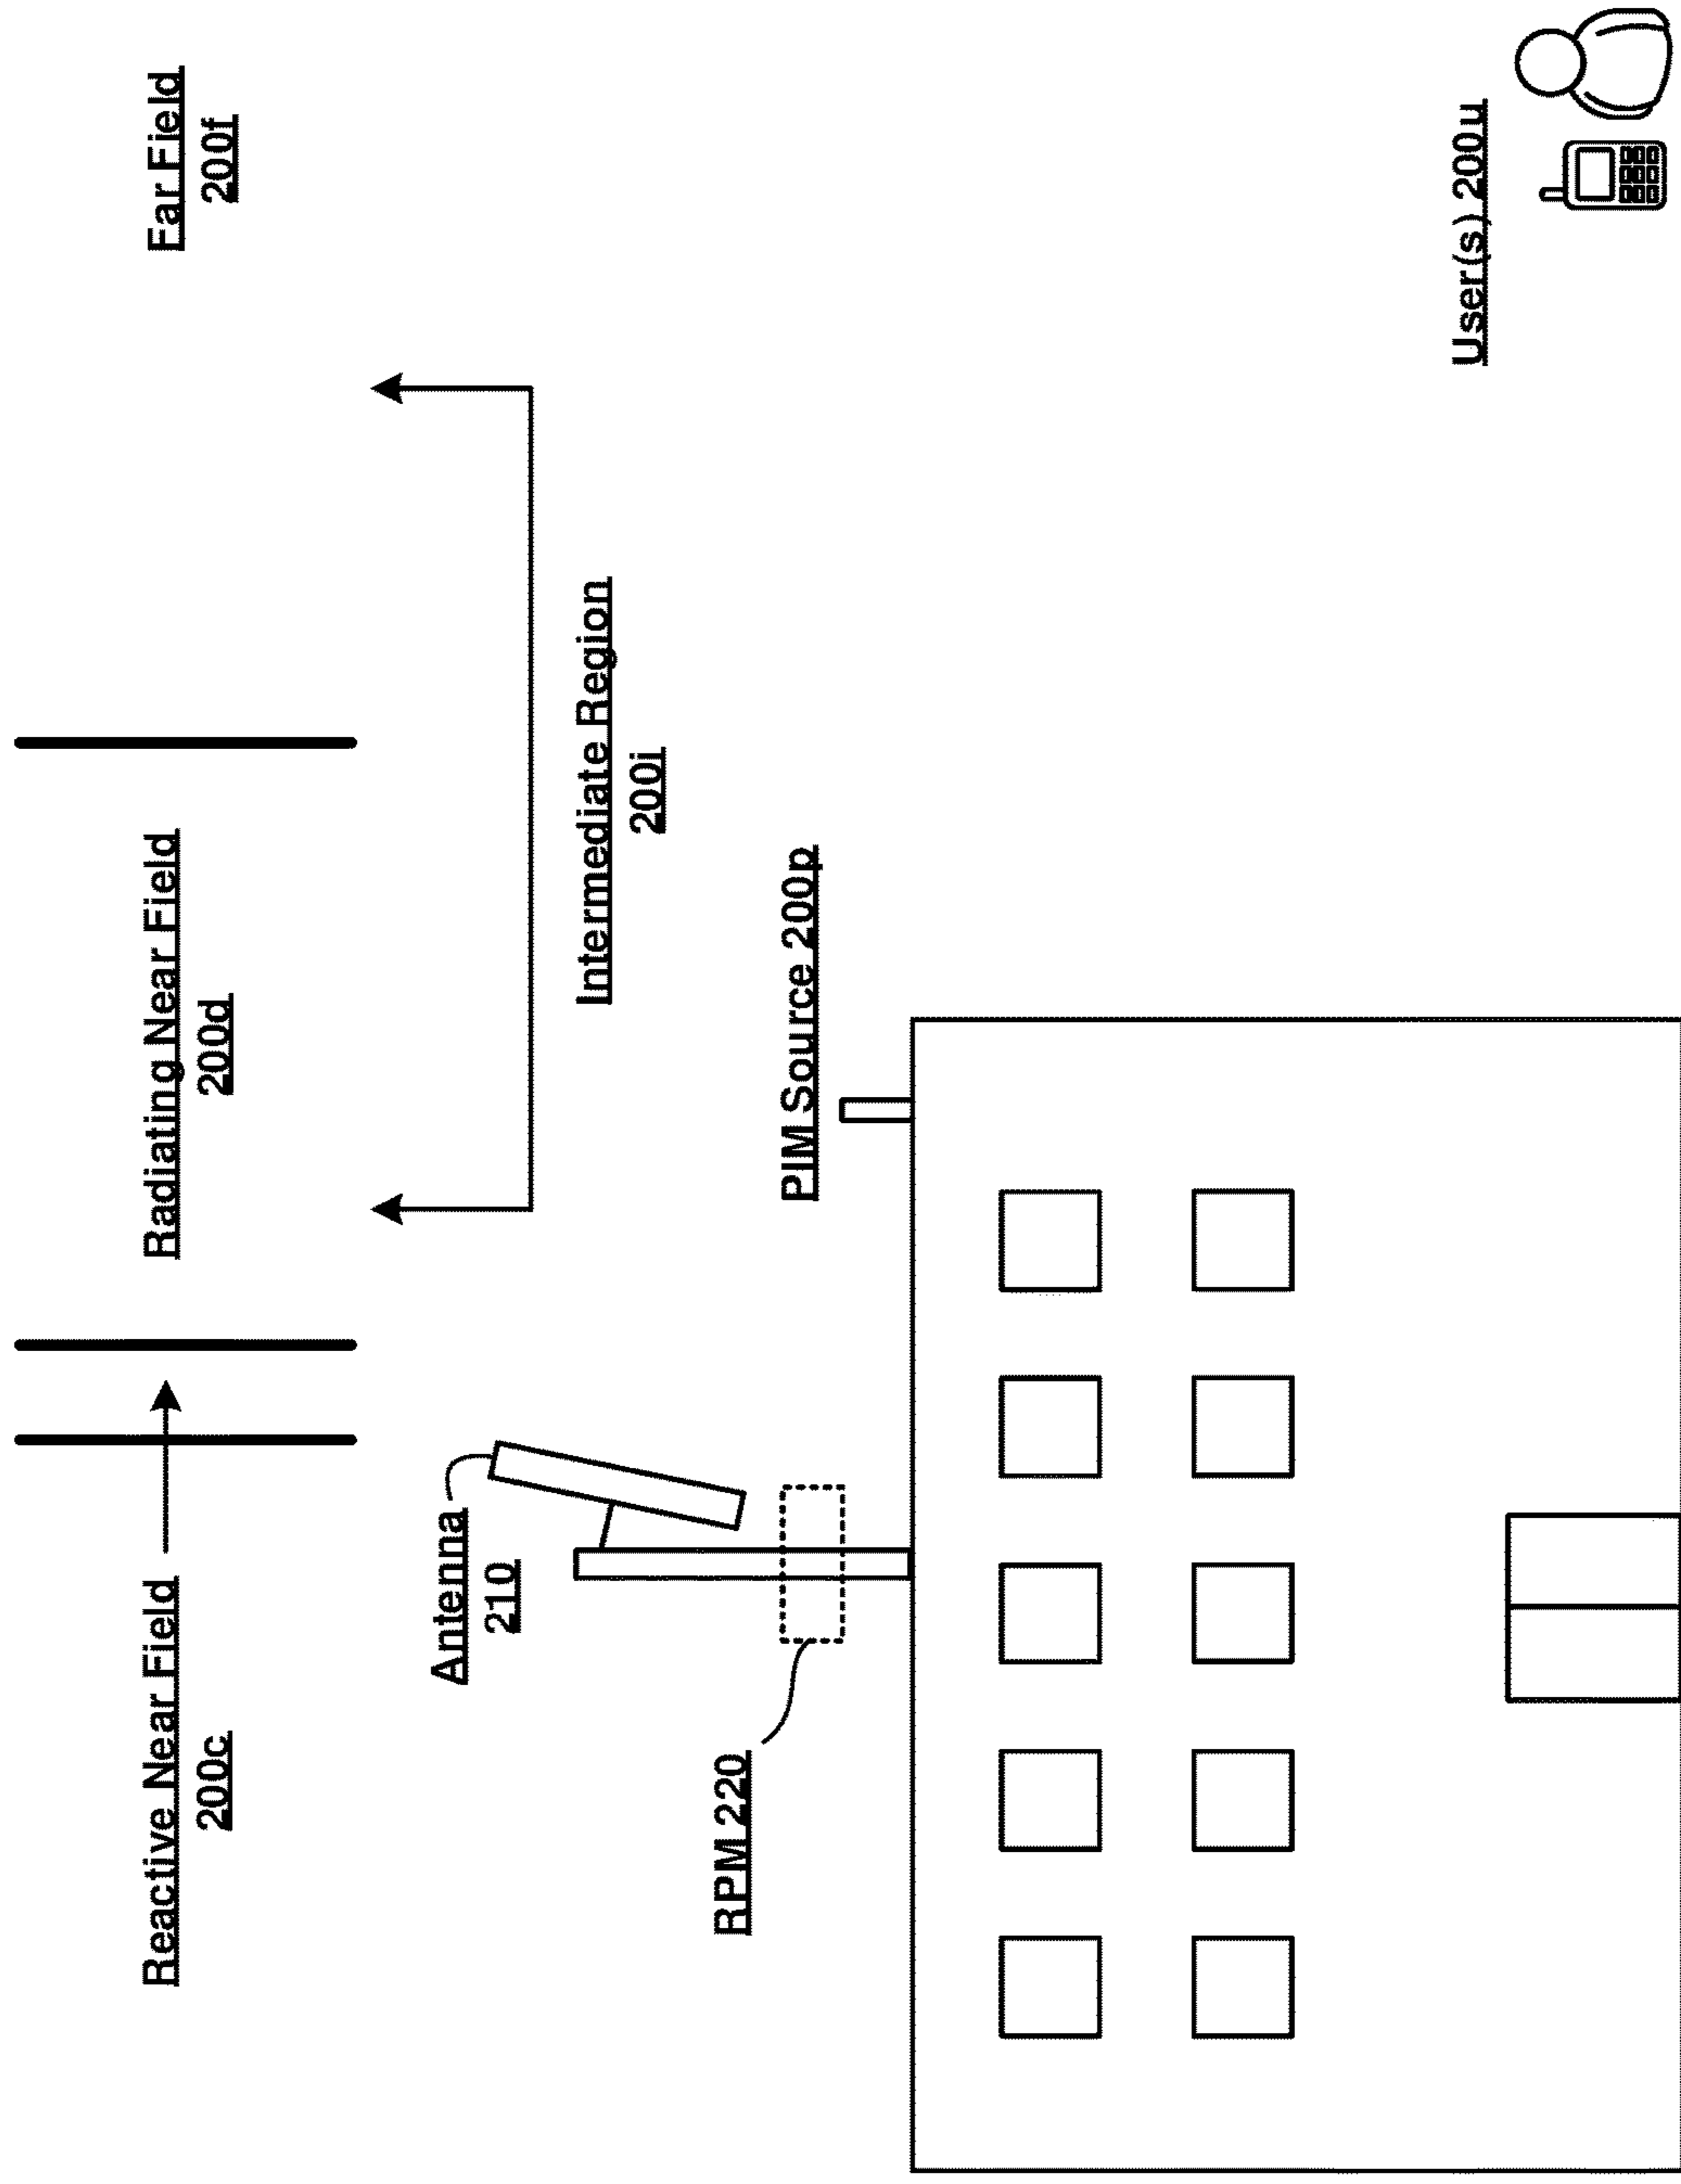 Reactive Near Field
200c
Radiating Near Field
200d
Far Field
200f
Antenna
210
Intermediate Region
200i
RPM 220
PIM Source 200p
User(s) 200u